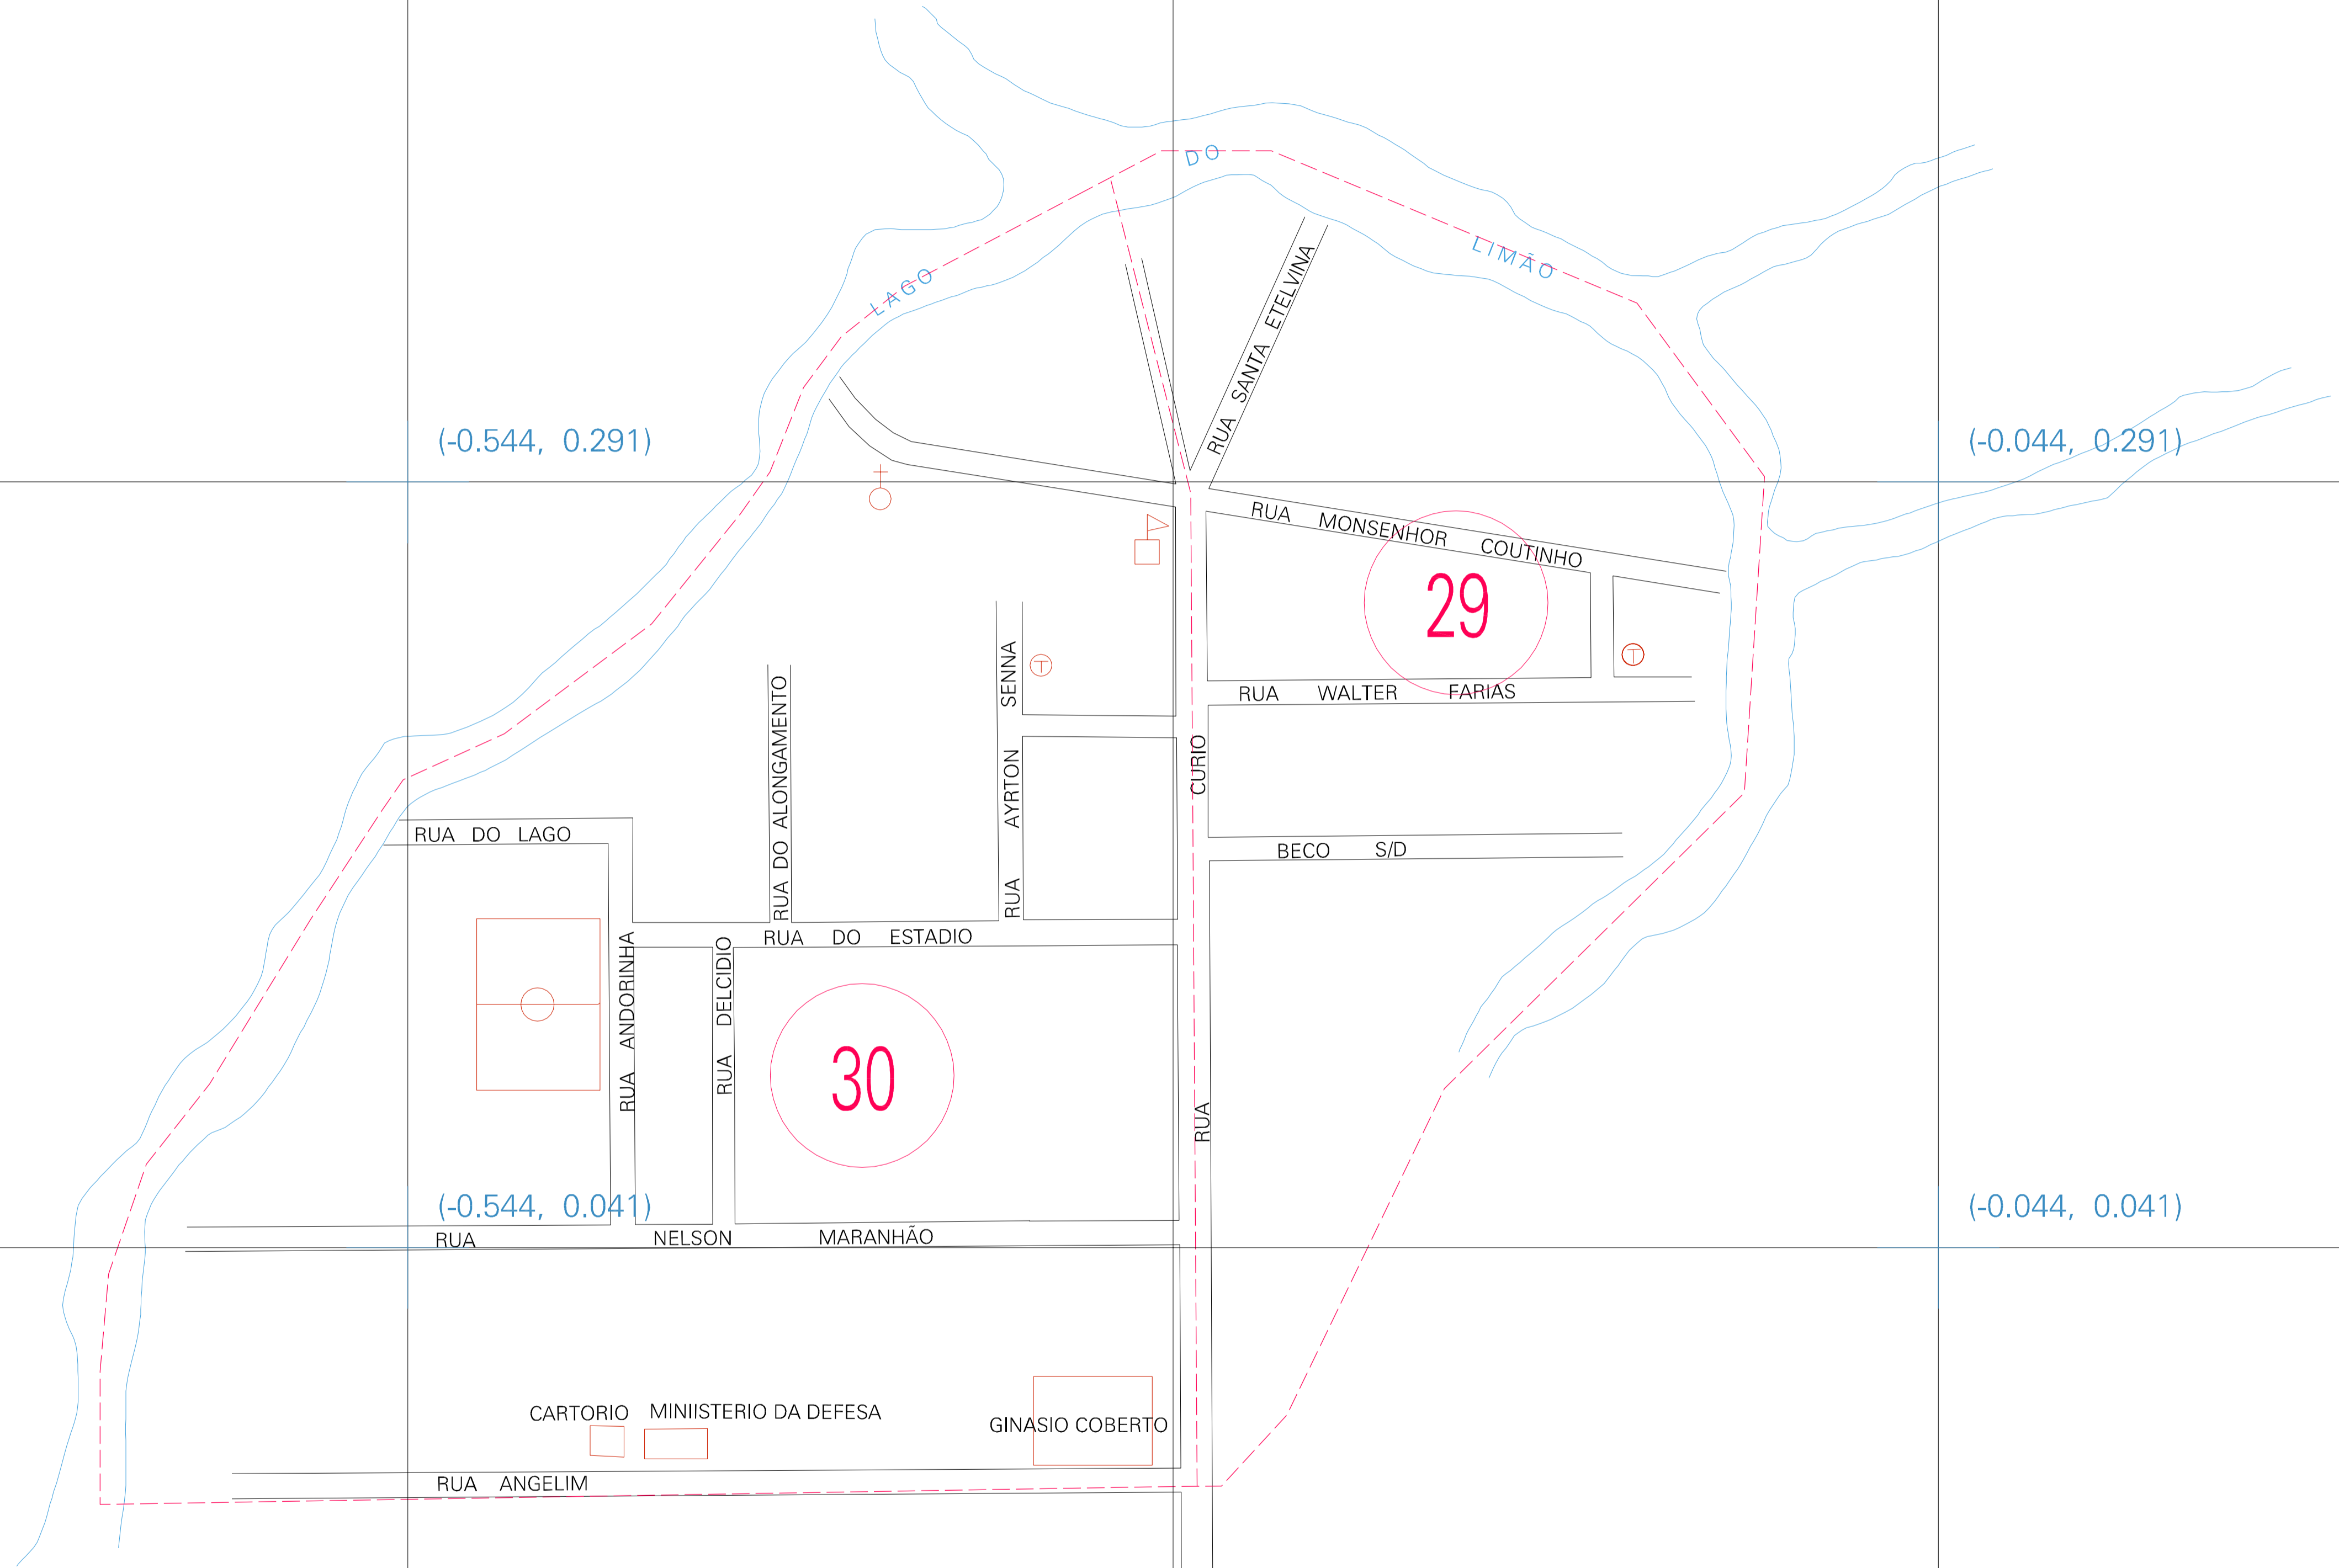 DO
LIMÃO
LAGO
RUA SANTA ETELVINA
(-0.544, 0.291)
(-0.044, 0.291)
RUA MONSENHOR COUTINHO
29
RUA WALTER FARIAS
T
T
RUA AYRTON SENNA
RUA DO ALONGAMENTO
RUA CURIO
RUA DO LAGO
BECO S/D
RUA DO ESTADIO
RUA ANDORINHA
RUA DELCIDIO
30
(-0.544, 0.041)
(-0.044, 0.041)
RUA NELSON MARANHÃO
CARTORIO
MINIISTERIO DA DEFESA
GINASIO COBERTO
RUA ANGELIM